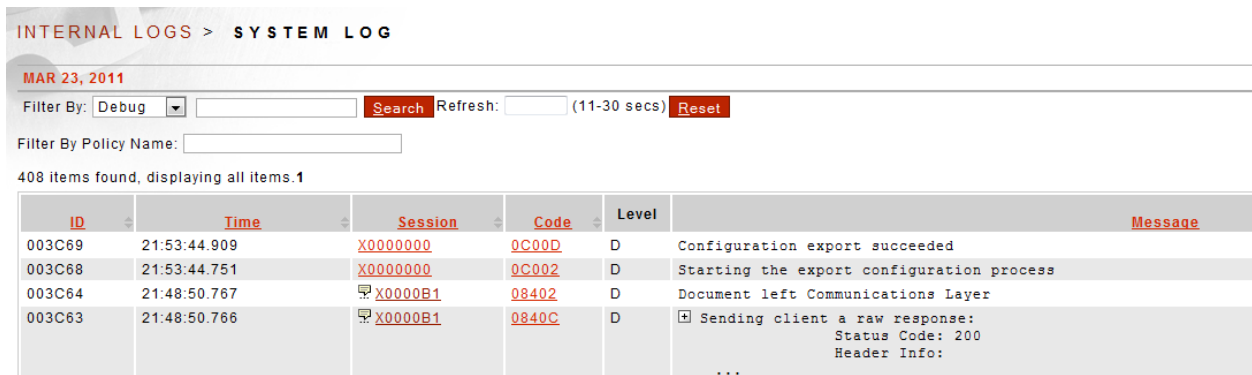 INTERNAL LOGS > SYSTEM LOG
MAR 23, 2011
Filter By: Debug Search Refresh: (11-30 secs) Reset
Filter By Policy Name:
408 items found, displaying all items.1
ID Time Session Code Level Message
003C69 21:53:44.909 X0000000 0C00D D Configuration export succeeded
003C68 21:53:44.751 X0000000 0C002 D Starting the export configuration process
003C64 21:48:50.767 X0000B1 08402 D Document left Communications Layer
003C63 21:48:50.766 X0000B1 0840C D Sending client a raw response:
Status Code: 200
Header Info:
...